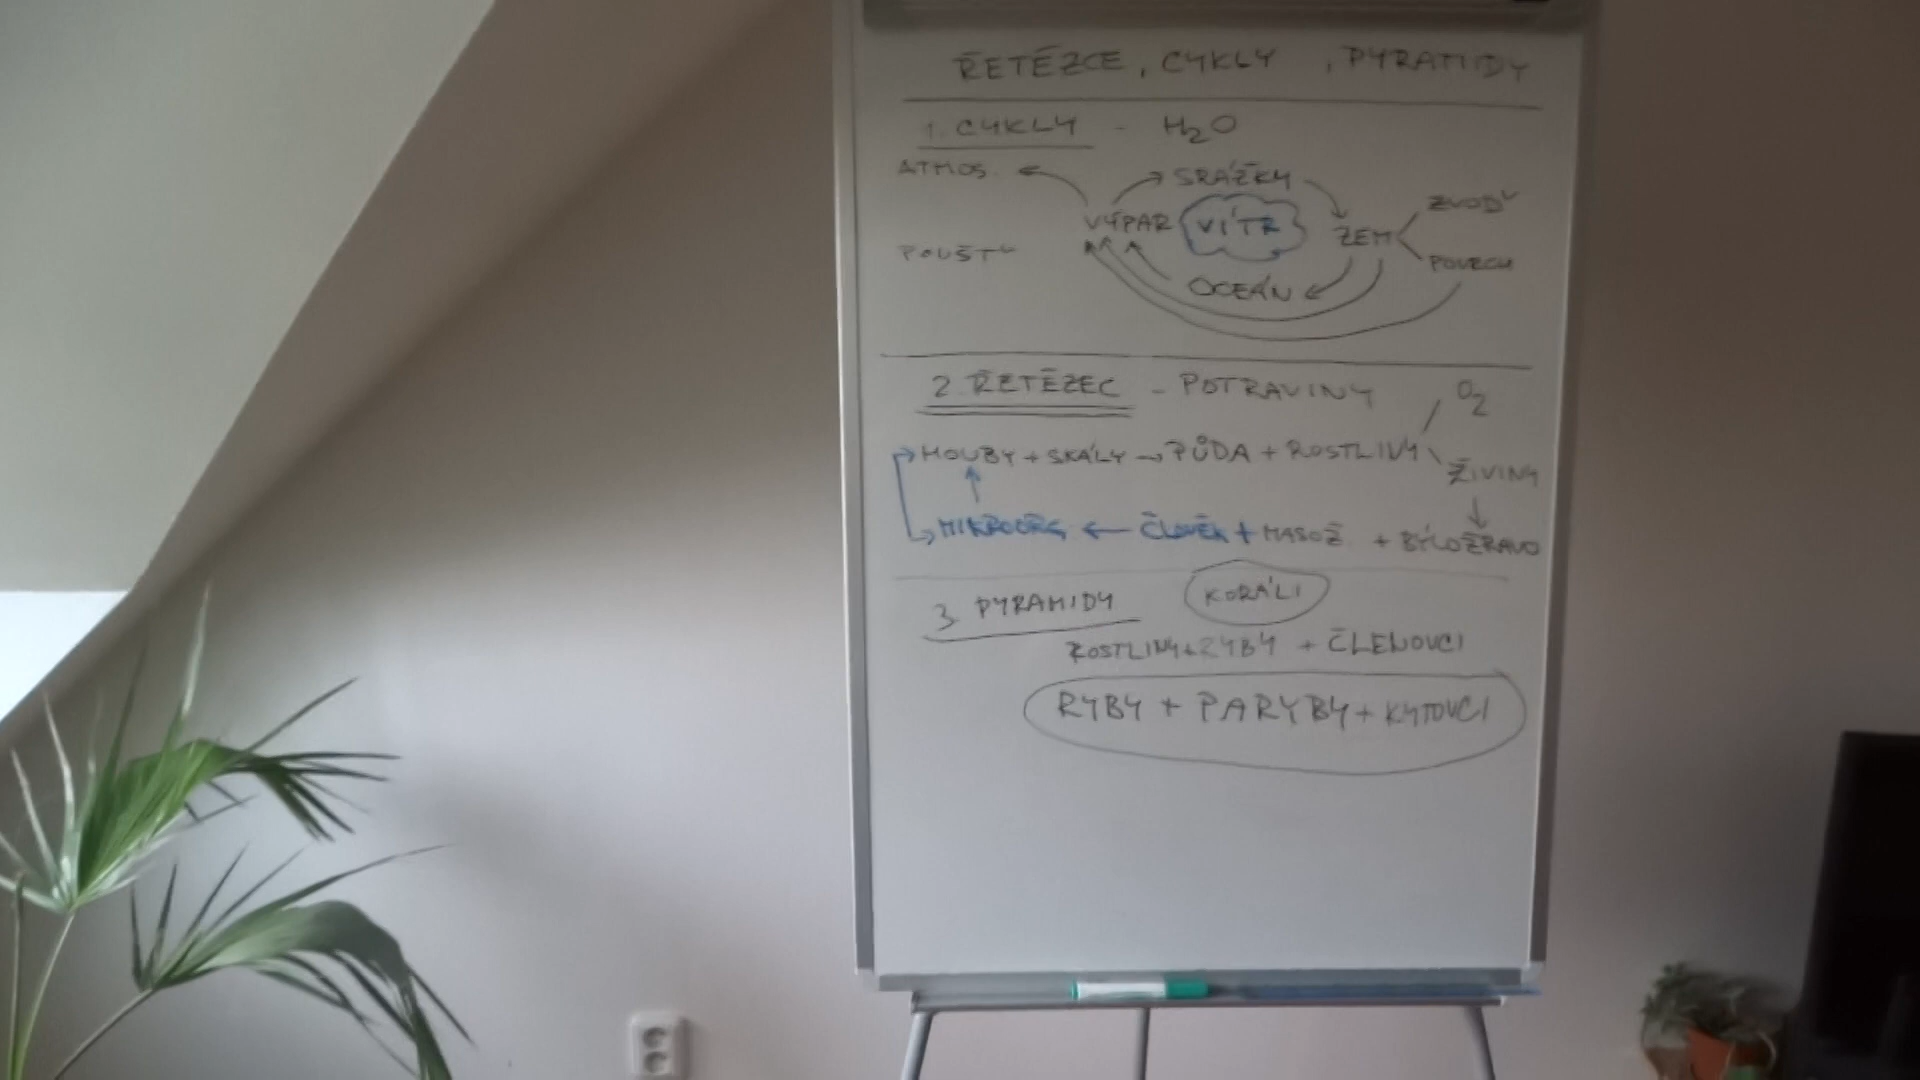 ŘETĚZCE, CYKLY, PYRAMIDY
1. CYKLY - H2O
ATMOS. SRÁŽKY
VÝPAR VÍTR ZEM ZVODŇ
POUŠTĚ POVRCH
OCEÁN
2. ŘETĚZEC - POTRAVINY O2
HOUBY + SKÁLY → PŮDA + ROSTLINY
ŽIVINY
MIKROORG ← ČLOVĚK + MASOŽ. + BÝLOŽRAVO
3. PYRAMIDY KORÁLI
ROSTLINY + RYBY + ČLENOVCI
RYBY + PARYBY + KYTOVCI